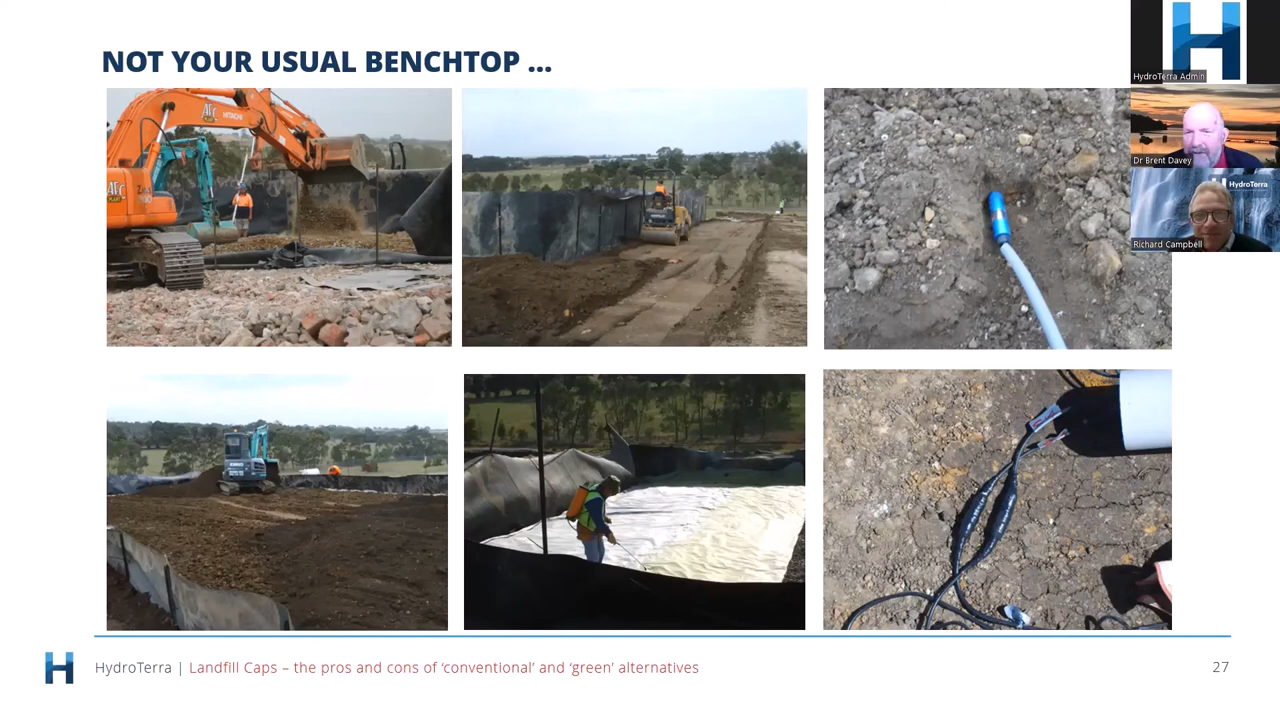 NOT YOUR USUAL BENCHTOP ...
HydroTerra Admin
Dr Brent Davey
HydroTerra
Richard Campbell
AFC
HITACHI
AFC
HydroTerra | Landfill Caps – the pros and cons of ‘conventional’ and ‘green’ alternatives
27